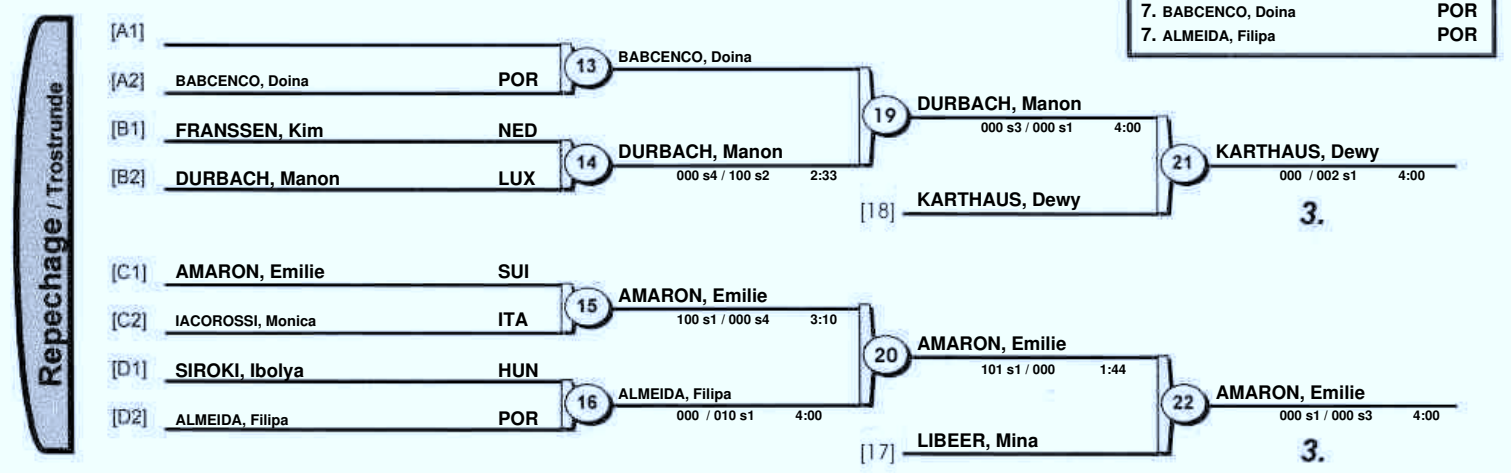 7. BABCENCO, Doina POR
7. ALMEIDA, Filipa POR
Repechage / Trostrunde
[A1]
[A2] BABCENCO, Doina POR
13 BABCENCO, Doina
[B1] FRANSSEN, Kim NED
[B2] DURBACH, Manon LUX
14 DURBACH, Manon
000 s4 / 100 s2 2:33
19 DURBACH, Manon
000 s3 / 000 s1 4:00
[18] KARTHAUS, Dewy
21 KARTHAUS, Dewy
000 / 002 s1 4:00
3.
[C1] AMARON, Emilie SUI
[C2] IACOROSSI, Monica ITA
15 AMARON, Emilie
100 s1 / 000 s4 3:10
[D1] SIROKI, Ibolya HUN
[D2] ALMEIDA, Filipa POR
16 ALMEIDA, Filipa
000 / 010 s1 4:00
20 AMARON, Emilie
101 s1 / 000 1:44
[17] LIBEER, Mina
22 AMARON, Emilie
000 s1 / 000 s3 4:00
3.